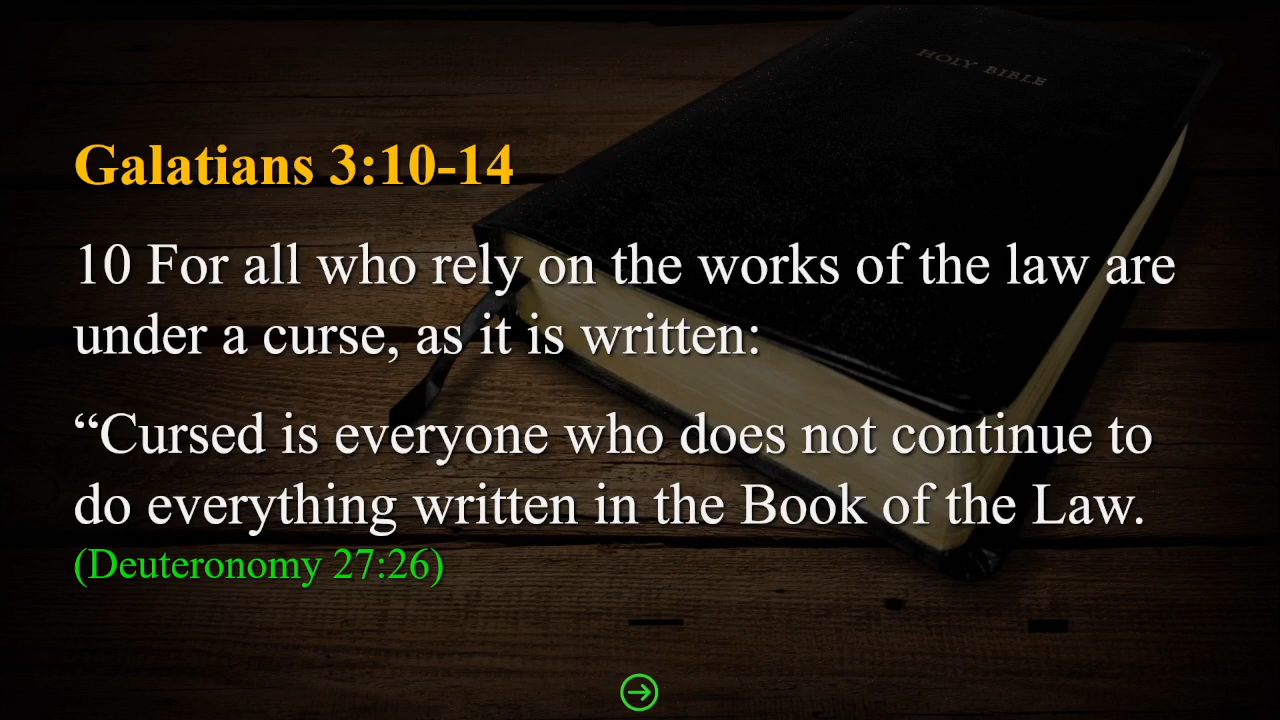 HOLY BIBLE
Galatians 3:10-14
10 For all who rely on the works of the law are
under a curse, as it is written:
“Cursed is everyone who does not continue to
do everything written in the Book of the Law.
(Deuteronomy 27:26)